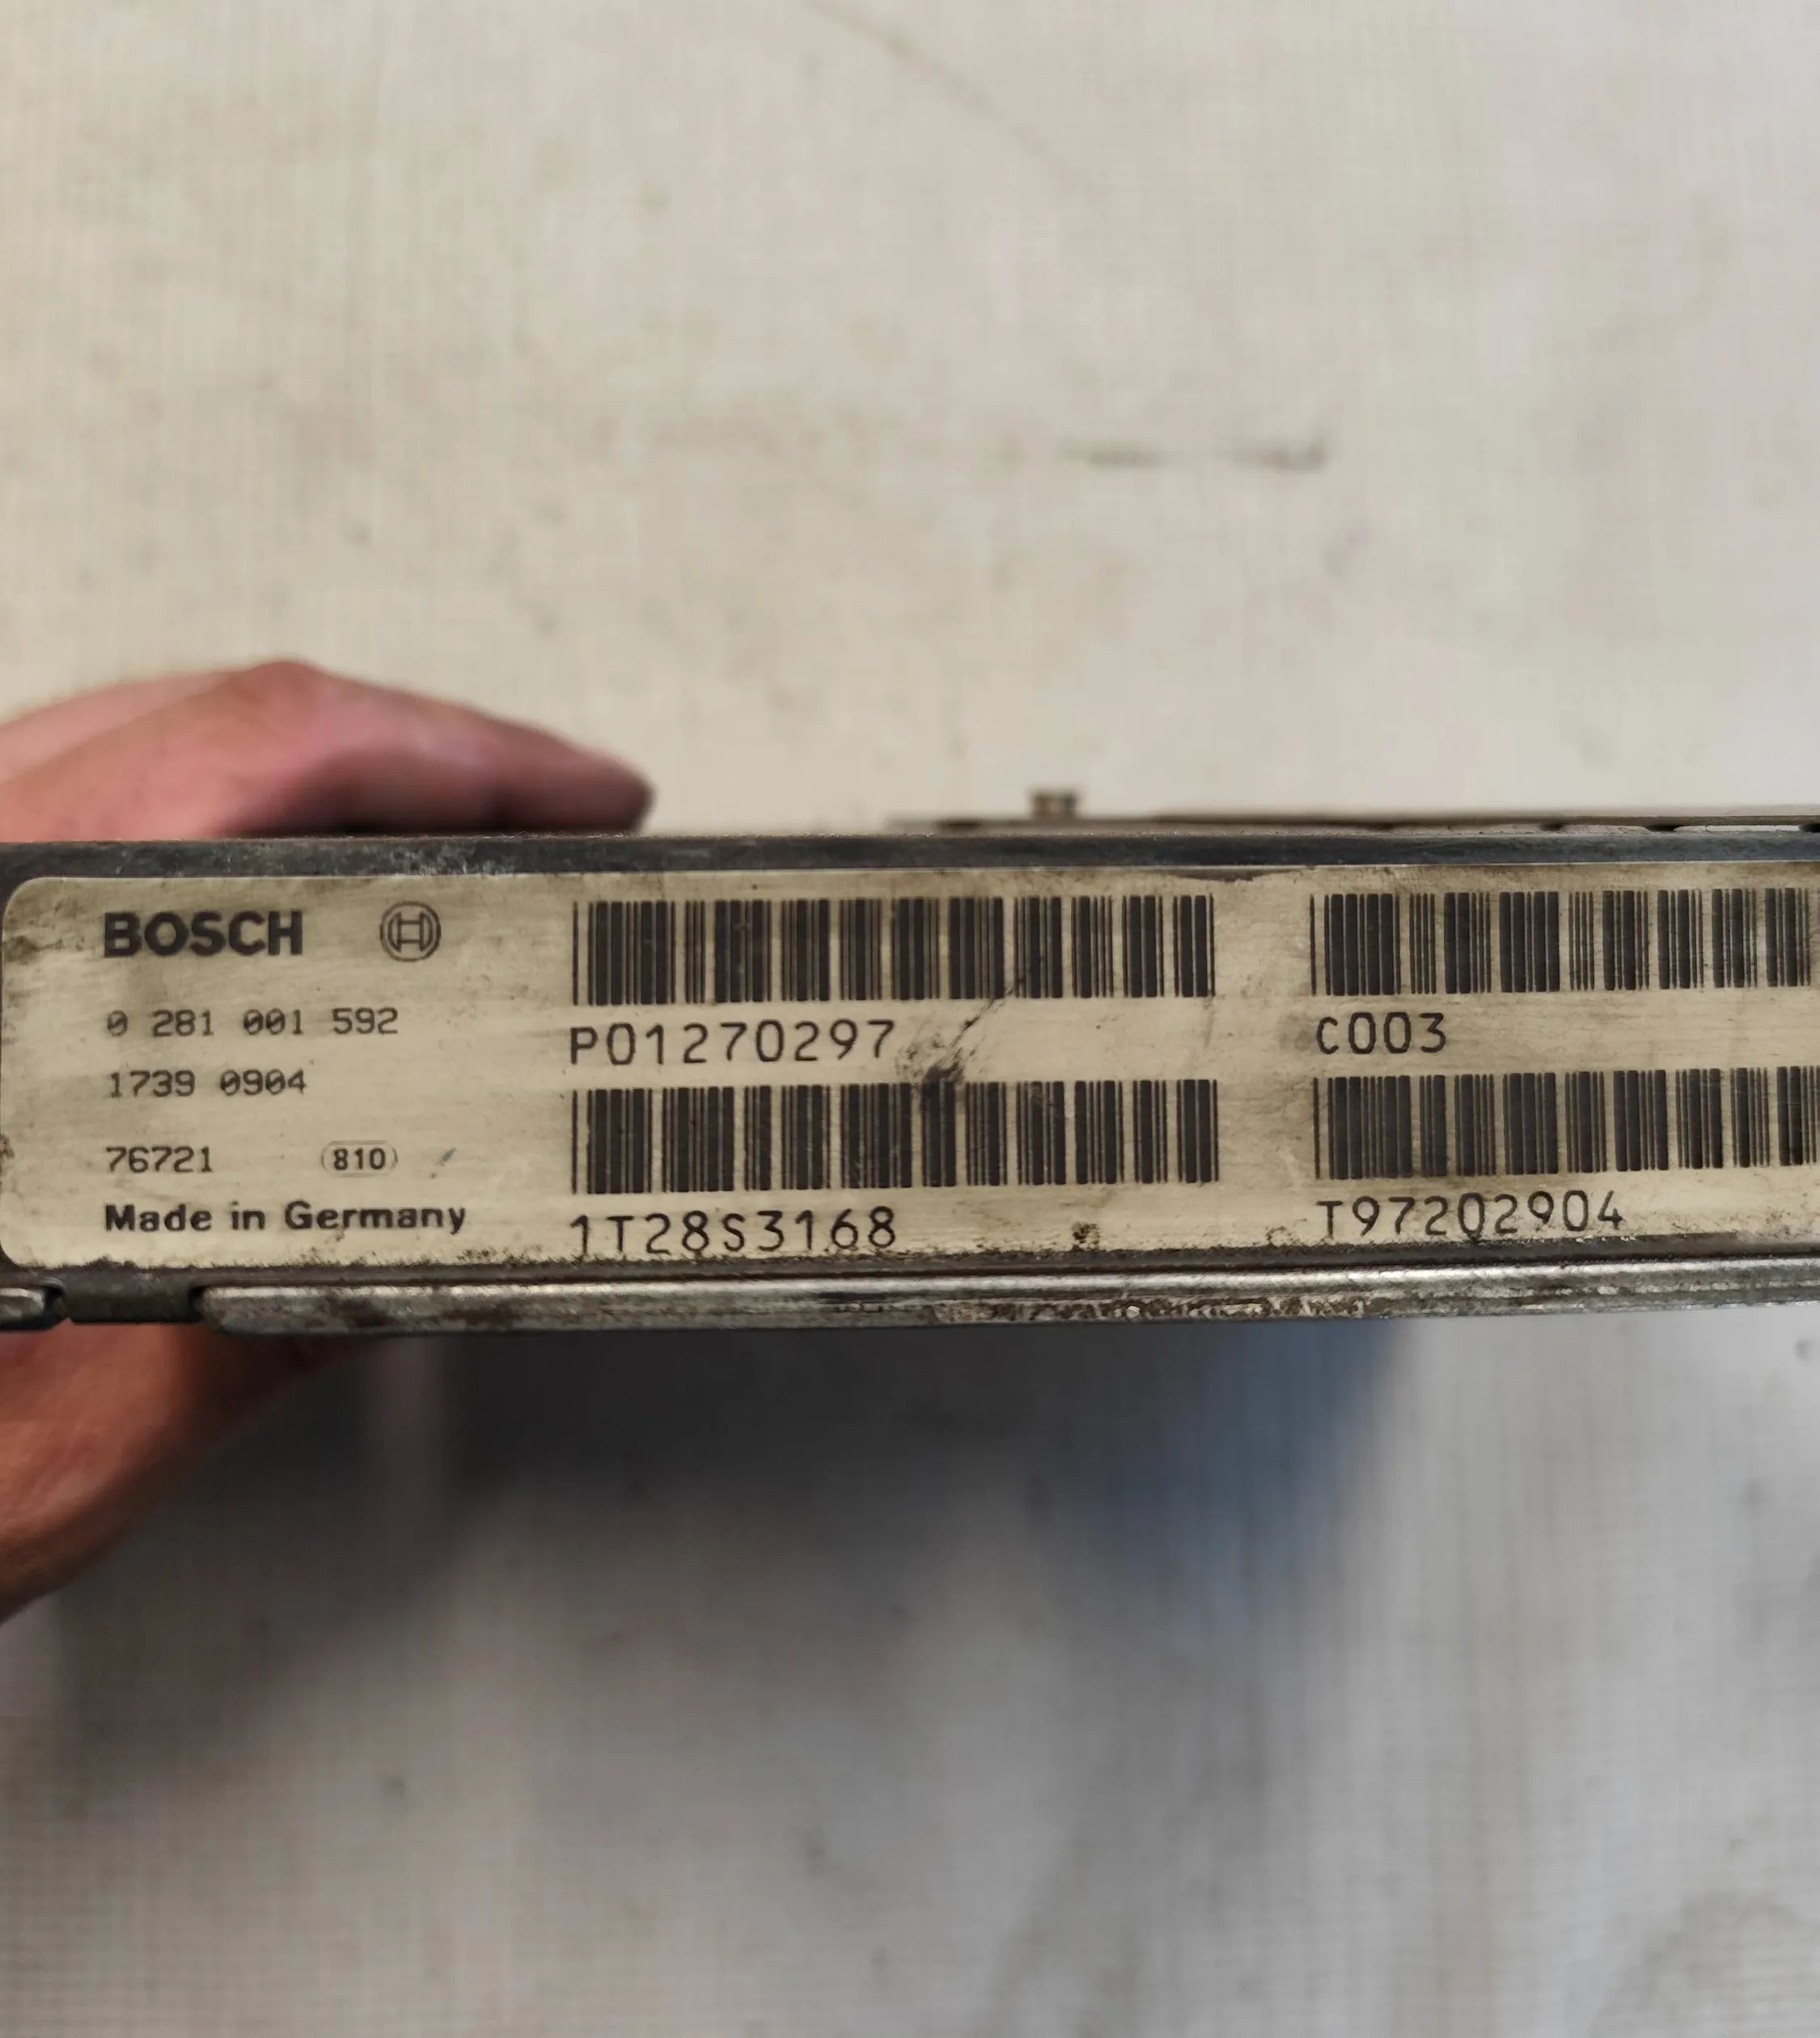 BOSCH
0 281 001 592
1739 0904
76721 810
Made in Germany
P01270297
1T28S3168
C003
T97202904